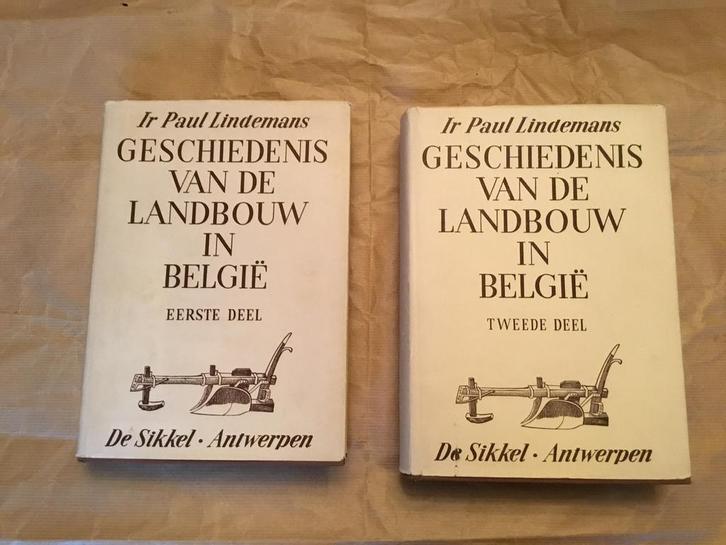 Ir Paul Lindemans
GESCHIEDENIS
VAN DE
LANDBOUW
IN
BELGIË
EERSTE DEEL
De Sikkel · Antwerpen
Ir Paul Lindemans
GESCHIEDENIS
VAN DE
LANDBOUW
IN
BELGIË
TWEEDE DEEL
De Sikkel · Antwerpen